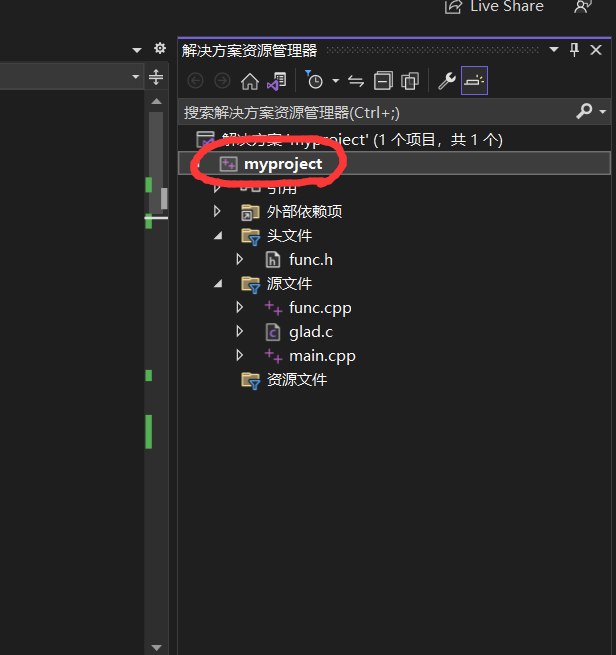 Live Share
解决方案资源管理器
搜索解决方案资源管理器(Ctrl+;)
解决方案'myproject' (1 个项目，共 1 个)
myproject
引用
外部依赖项
头文件
func.h
源文件
func.cpp
glad.c
main.cpp
资源文件